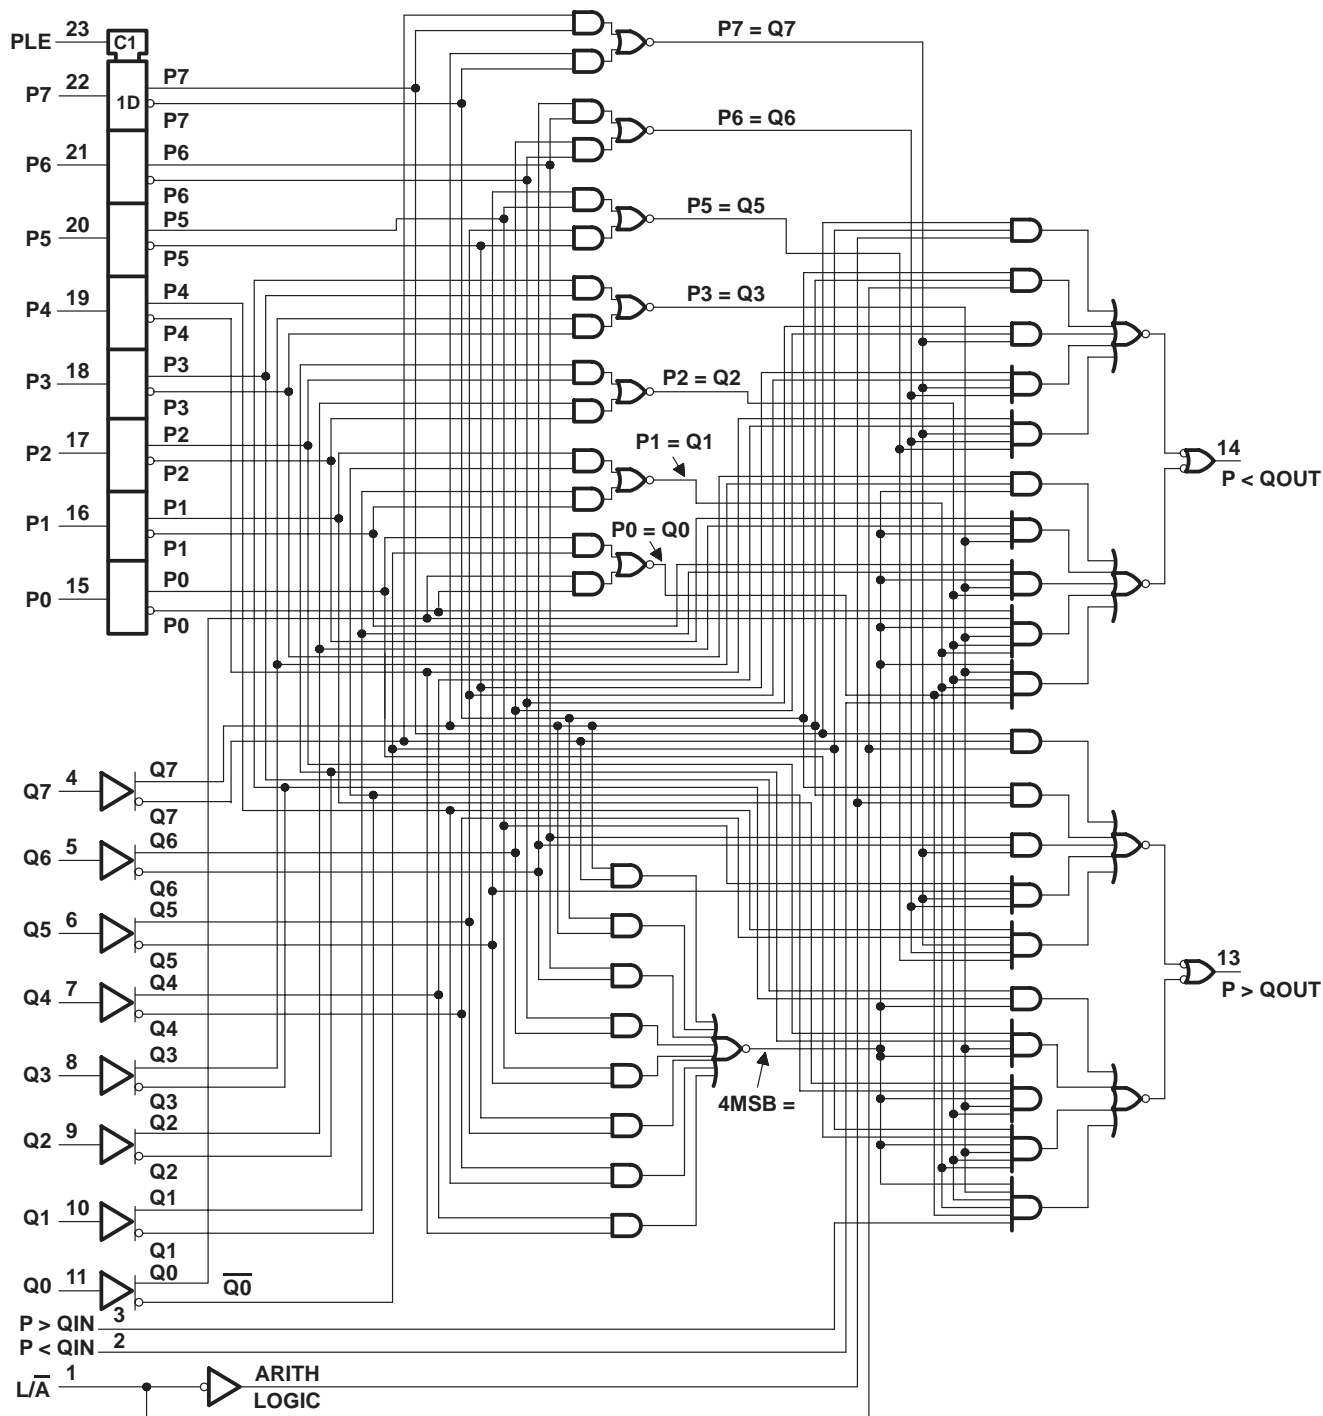 PLE 23
C1
P7 22
1D
P7
P7
P6 21
P6
P6
P5 20
P5
P5
P4 19
P4
P4
P3 18
P3
P3
P2 17
P2
P2
P1 16
P1
P1
P0 15
P0
P0
P7 = Q7
P6 = Q6
P5 = Q5
P3 = Q3
P2 = Q2
P1 = Q1
P0 = Q0
14
P < QOUT
Q7 4
Q7
Q7
Q6 5
Q6
Q6
Q5 6
Q5
Q5
Q4 7
Q4
Q4
Q3 8
Q3
Q3
Q2 9
Q2
Q2
Q1 10
Q1
Q1
Q0 11
Q0
Q̅0̅
4MSB =
13
P > QOUT
P > QIN 3
P < QIN 2
L/A̅ 1
ARITH
LOGIC